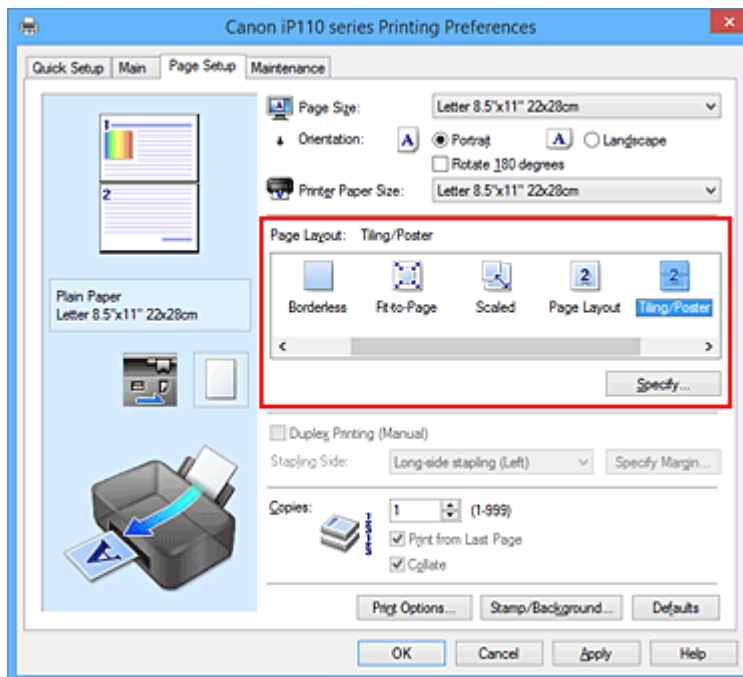 Canon iP110 series Printing Preferences
Quick Setup Main Page Setup Maintenance
Page Size: Letter 8.5"x11" 22x28cm
Orientation: A Portrait A Landscape
Rotate 180 degrees
Printer Paper Size: Letter 8.5"x11" 22x28cm
1
2
Page Layout: Tiling/Poster
2 2
Borderless Fit-to-Page Scaled Page Layout Tiling/Poster
Plain Paper
Letter 8.5"x11" 22x28cm
Specify...
Duplex Printing (Manual)
Stapling Side: Long-side stapling (Left) Specify Margin...
Copies: 1 (1-999)
Print from Last Page
Collate
A
Print Options... Stamp/Background... Defaults
OK Cancel Apply Help